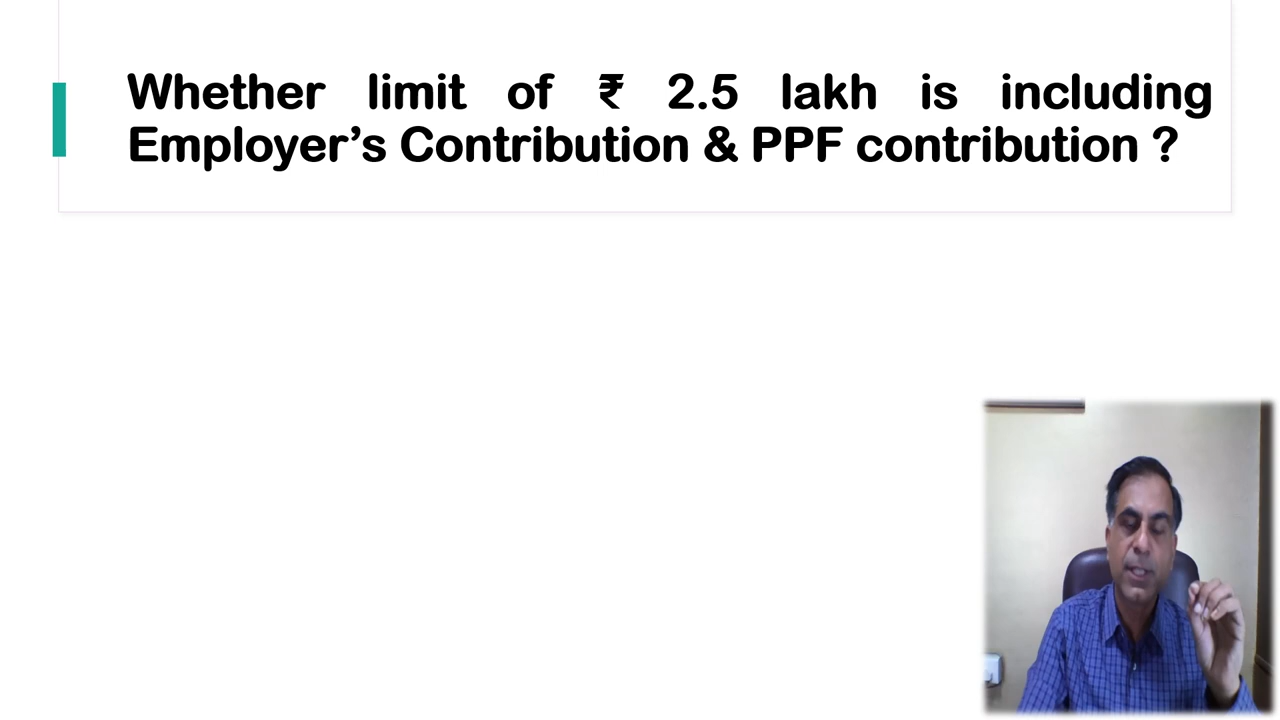 Whether limit of ₹ 2.5 lakh is including
Employer’s Contribution & PPF contribution ?